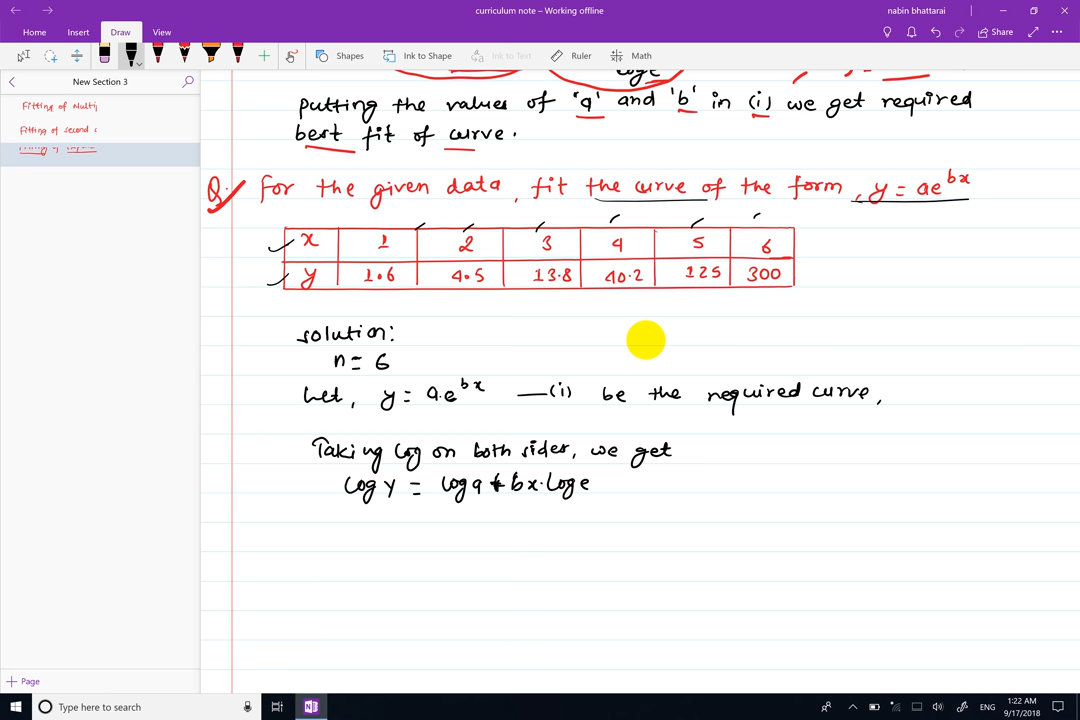 curriculum note – Working offline
nabin bhattarai
Home Insert Draw View
Share
Shapes Ink to Shape Ink to Text Ruler Math
New Section 3
Fitting of Multi
Fitting of second
Page
loge
putting the values of 'a' and 'b' in (i) we get required
best fit of curve.
Q. For the given data, fit the curve of the form, y = ae^bx
x 1 2 3 4 5 6
y 1.6 4.5 13.8 40.2 125 300
solution:
n = 6
Let, y = a.e^bx —(i) be the required curve,
Taking log on both sides, we get
log y = log a + bx.loge
Type here to search
ENG
1:22 AM
9/17/2018